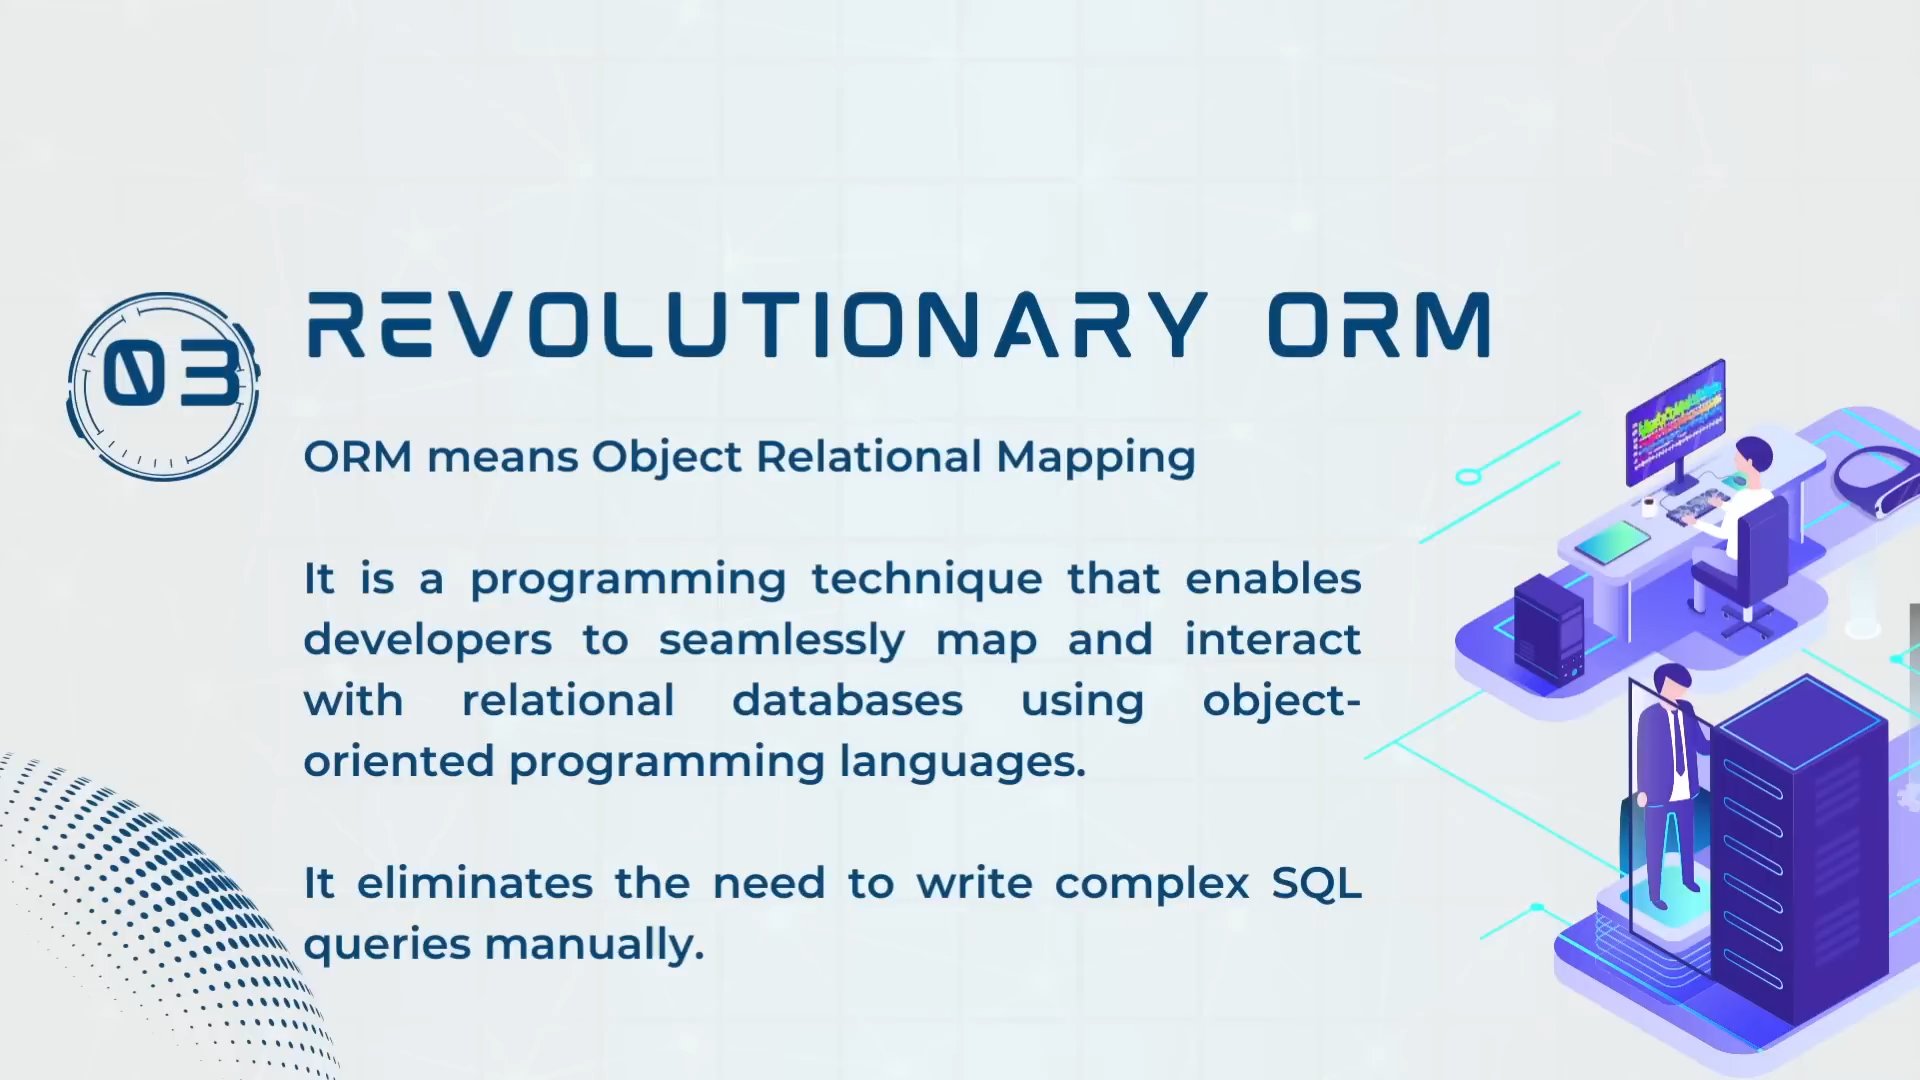 03
REVOLUTIONARY ORM
ORM means Object Relational Mapping
It is a programming technique that enables
developers to seamlessly map and interact
with relational databases using object-
oriented programming languages.
It eliminates the need to write complex SQL
queries manually.